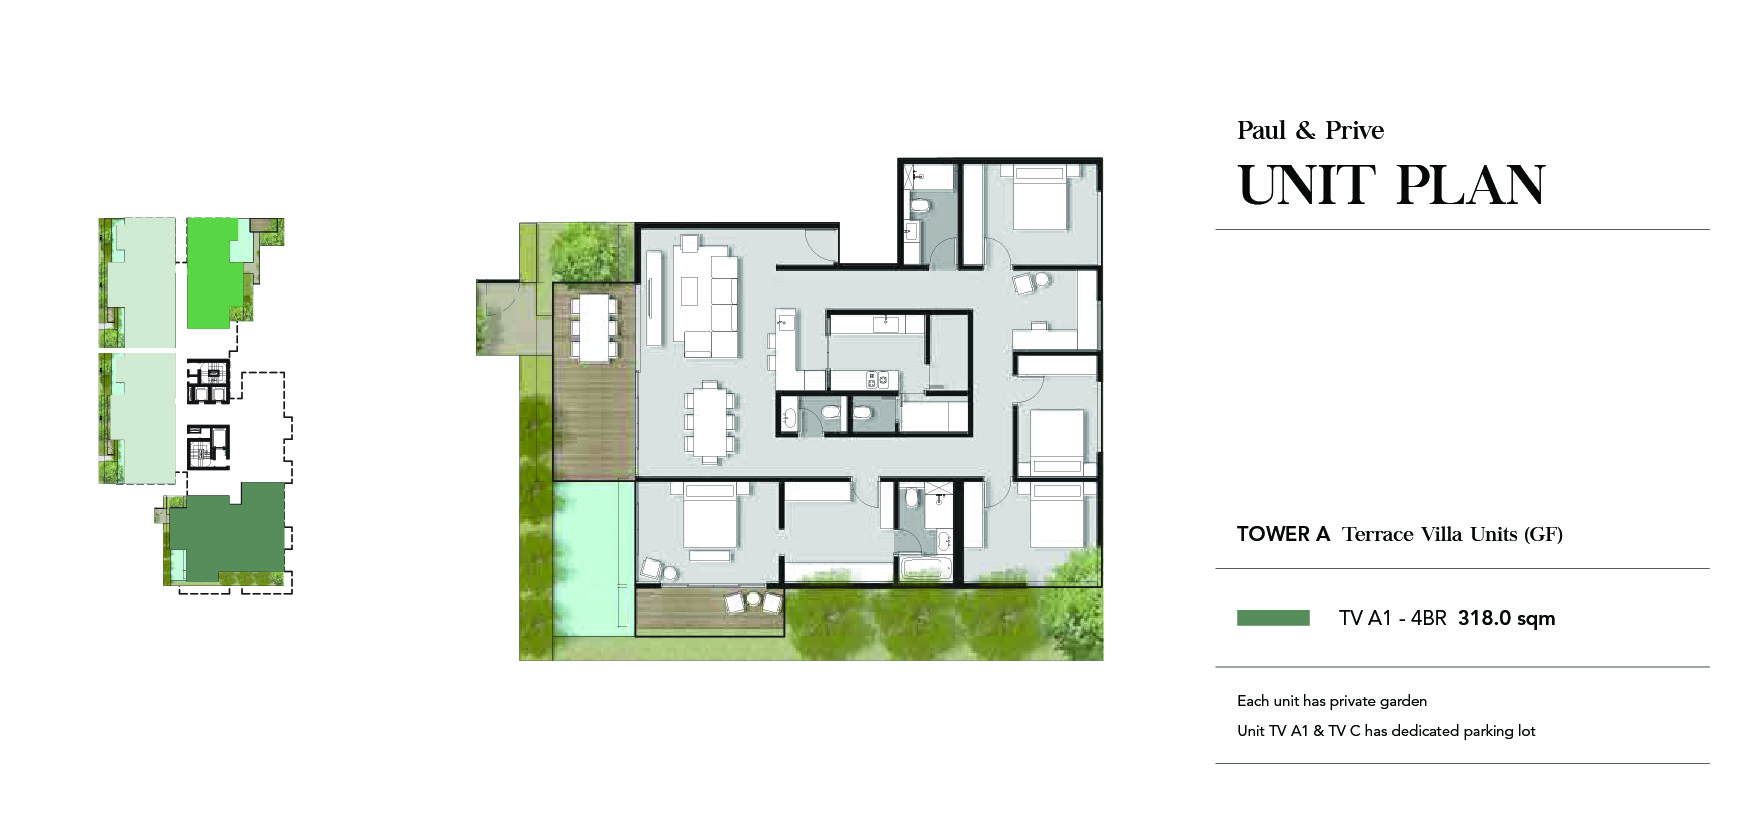 Paul & Prive
UNIT PLAN
TOWER A Terrace Villa Units (GF)
TV A1 - 4BR 318.0 sqm
Each unit has private garden
Unit TV A1 & TV C has dedicated parking lot